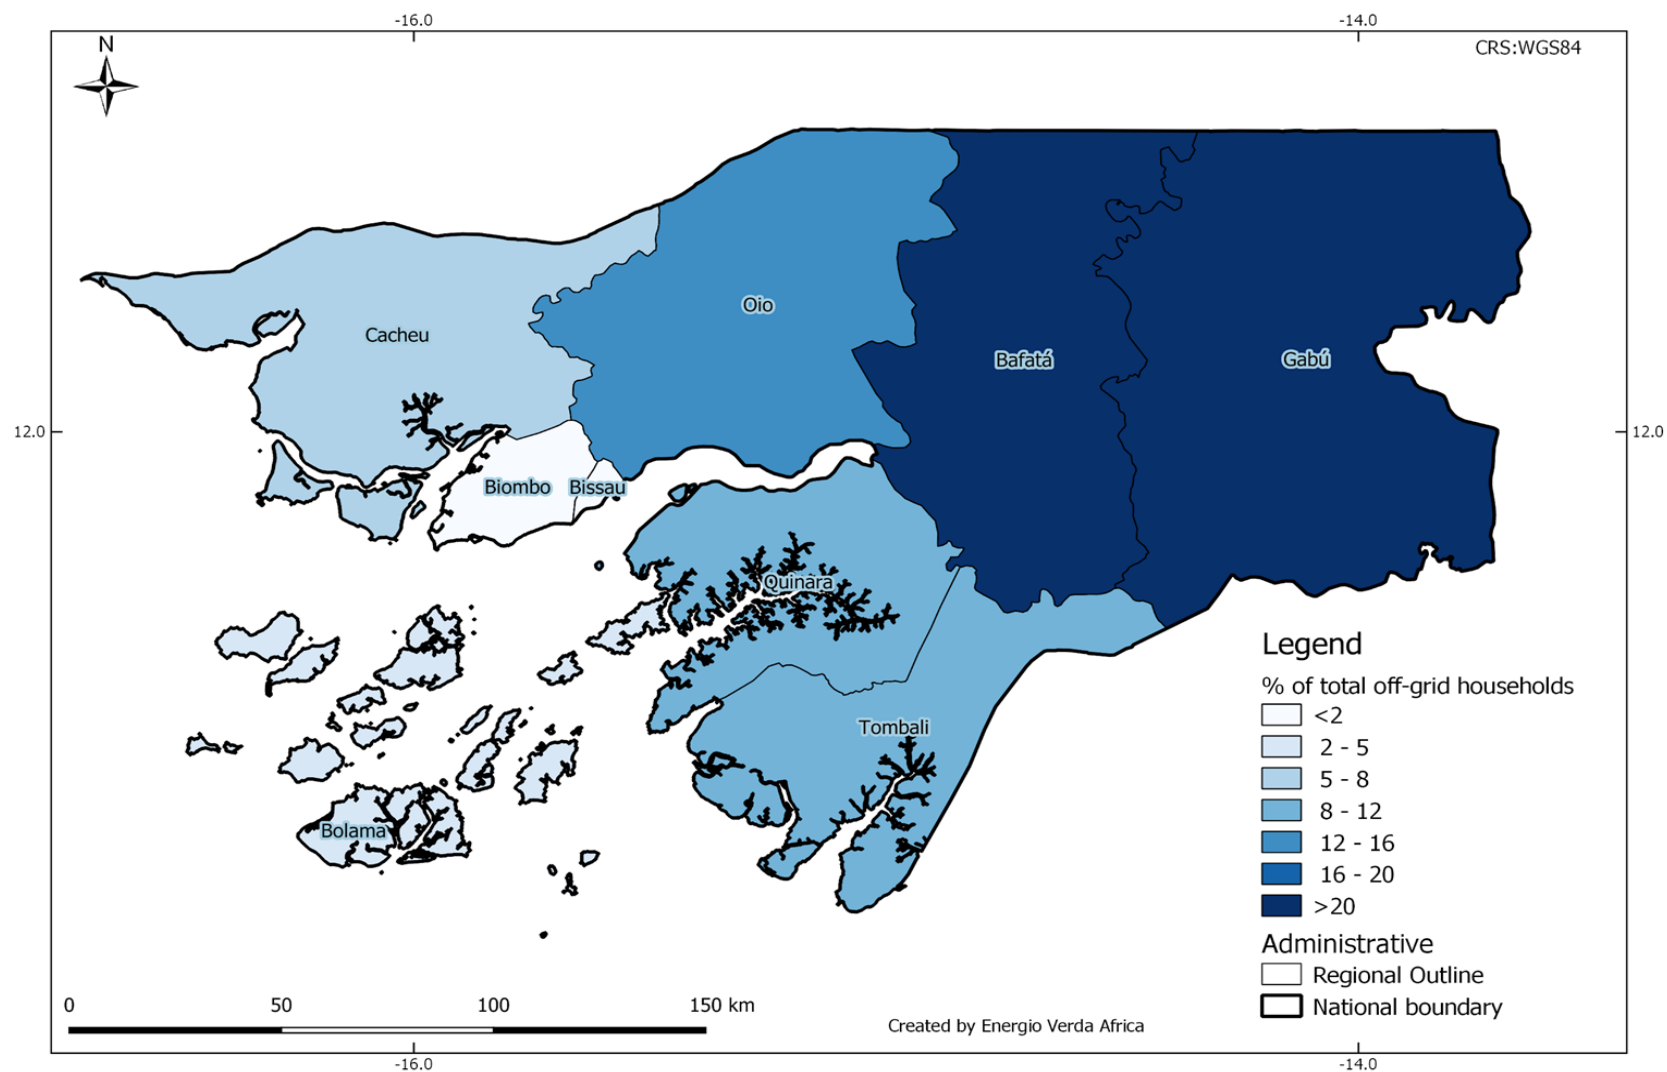 -16.0
-14.0
N
CRS:WGS84
Oio
Cacheu
Bafatá
Gabú
12.0
12.0
Biombo
Bissau
Quinara
Legend
% of total off-grid households
<2
2 - 5
5 - 8
8 - 12
12 - 16
16 - 20
>20
Tombali
Bolama
Administrative
Regional Outline
National boundary
0
50
100
150 km
Created by Energio Verda Africa
-16.0
-14.0